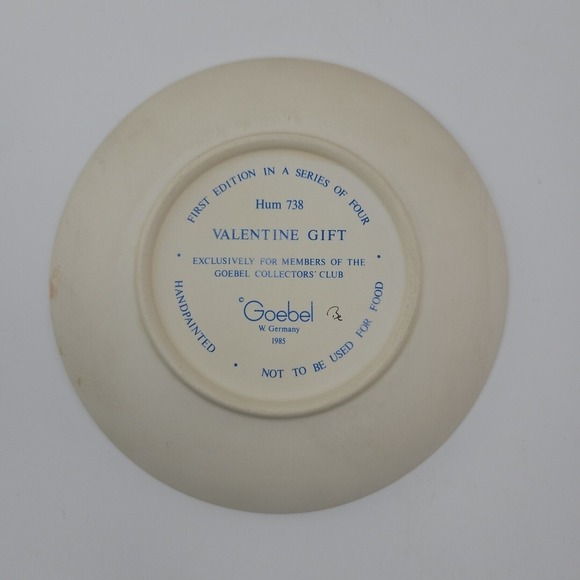 FIRST EDITION IN A SERIES OF FOUR
Hum 738
VALENTINE GIFT
• EXCLUSIVELY FOR MEMBERS OF THE •
GOEBEL COLLECTORS' CLUB
© Goebel
W. Germany
1985
HANDPAINTED • NOT TO BE USED FOR FOOD